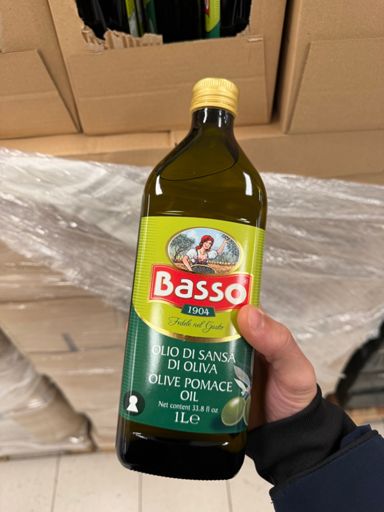 Basso
1904
Fedeli nel Gusto
OLIO DI SANSA
DI OLIVA
OLIVE POMACE
OIL
Net content 33.8 fl oz
1L e